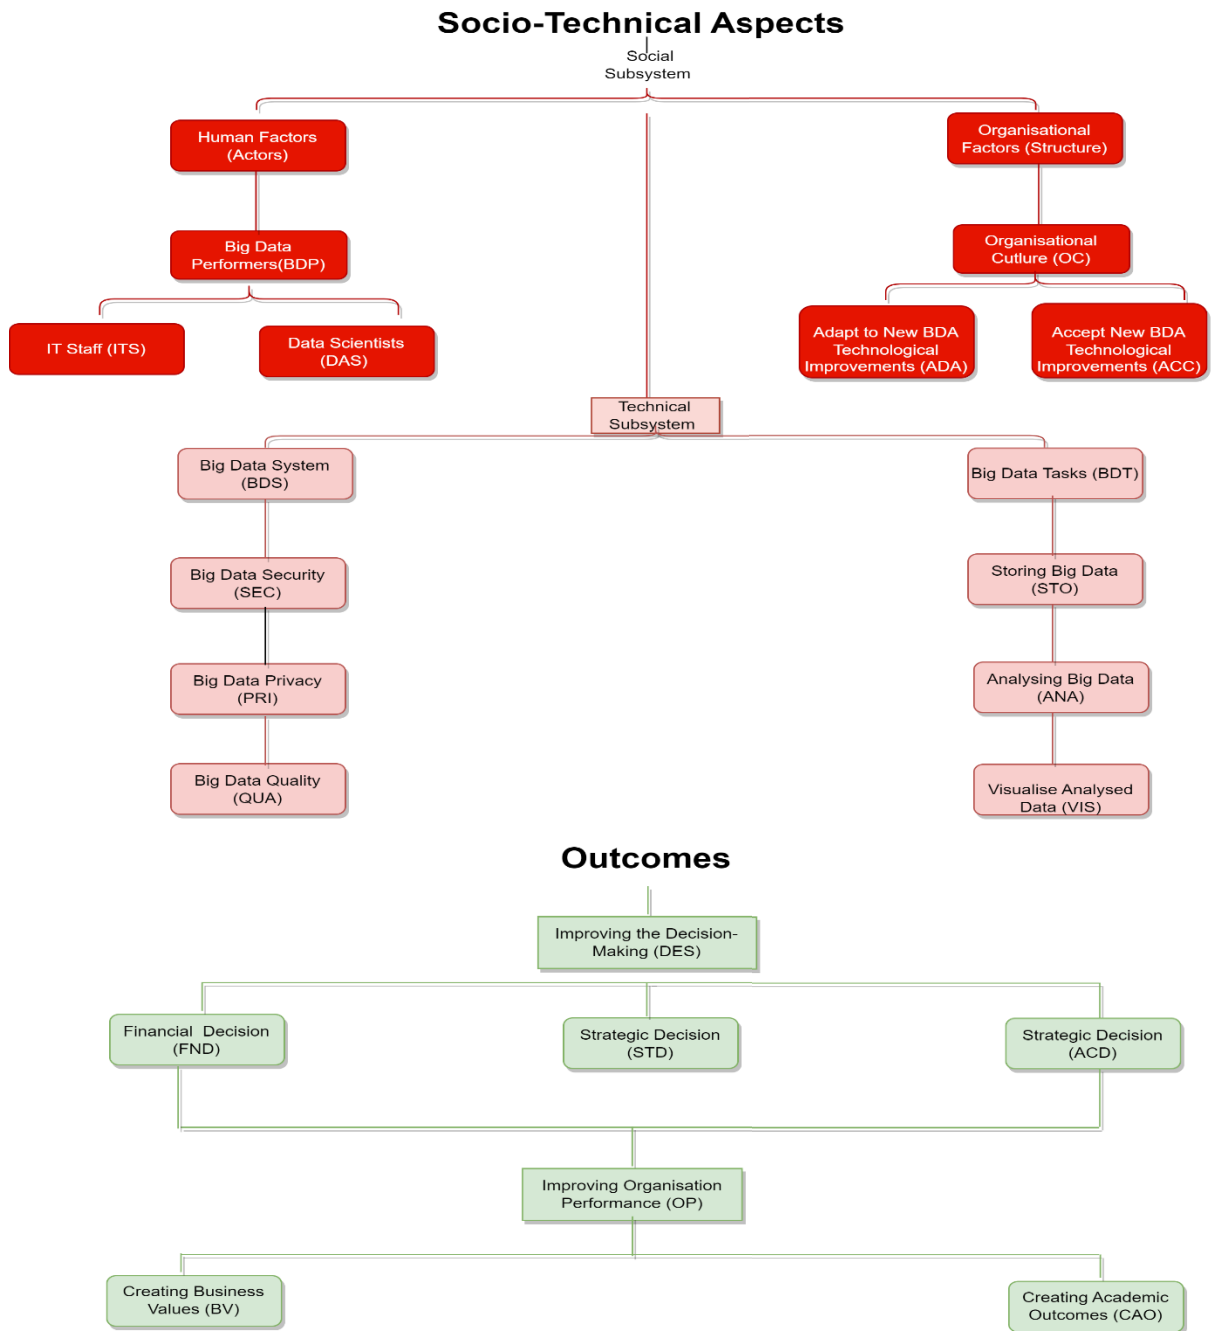 Socio-Technical Aspects
Social
Subsystem
Human Factors
(Actors)
Organisational
Factors (Structure)
Big Data
Performers(BDP)
Organisational
Cutlure (OC)
IT Staff (ITS)
Data Scientists
(DAS)
Adapt to New BDA
Technological
Improvements (ADA)
Accept New BDA
Technological
Improvements (ACC)
Technical
Subsystem
Big Data System
(BDS)
Big Data Tasks (BDT)
Big Data Security
(SEC)
Storing Big Data
(STO)
Big Data Privacy
(PRI)
Analysing Big Data
(ANA)
Big Data Quality
(QUA)
Visualise Analysed
Data (VIS)
Outcomes
Improving the Decision-
Making (DES)
Financial Decision
(FND)
Strategic Decision
(STD)
Strategic Decision
(ACD)
Improving Organisation
Performance (OP)
Creating Business
Values (BV)
Creating Academic
Outcomes (CAO)